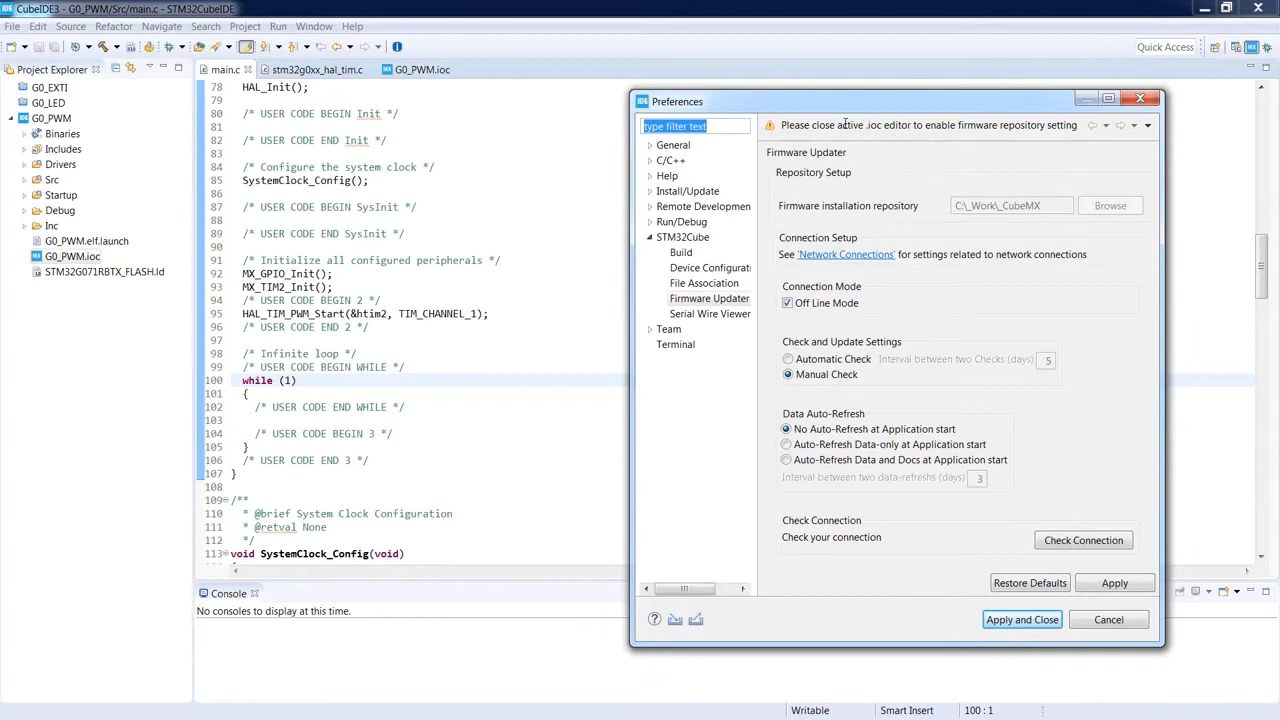 IDE CubeIDE3 - G0_PWM/Src/main.c - STM32CubeIDE
File Edit Source Refactor Navigate Search Project Run Window Help
Quick Access
Project Explorer
main.c
stm32g0xx_hal_tim.c
MX G0_PWM.ioc
G0_EXTI
G0_LED
G0_PWM
Binaries
Includes
Drivers
Src
Startup
Debug
Inc
G0_PWM.elf.launch
MX G0_PWM.ioc
STM32G071RBTX_FLASH.ld
78 HAL_Init();
79
80 /* USER CODE BEGIN Init */
81
82 /* USER CODE END Init */
83
84 /* Configure the system clock */
85 SystemClock_Config();
86
87 /* USER CODE BEGIN SysInit */
88
89 /* USER CODE END SysInit */
90
91 /* Initialize all configured peripherals */
92 MX_GPIO_Init();
93 MX_TIM2_Init();
94 /* USER CODE BEGIN 2 */
95 HAL_TIM_PWM_Start(&htim2, TIM_CHANNEL_1);
96 /* USER CODE END 2 */
97
98 /* Infinite loop */
99 /* USER CODE BEGIN WHILE */
100 while (1)
101 {
102 /* USER CODE END WHILE */
103
104 /* USER CODE BEGIN 3 */
105 }
106 /* USER CODE END 3 */
107 }
108
109 /**
110 * @brief System Clock Configuration
111 * @retval None
112 */
113 void SystemClock_Config(void)
Console
No consoles to display at this time.
IDE Preferences
type filter text
General
C/C++
Help
Install/Update
Remote Developmen
Run/Debug
STM32Cube
Build
Device Configurati
File Association
Firmware Updater
Serial Wire Viewer
Team
Terminal
Please close active .ioc editor to enable firmware repository setting
Firmware Updater
Repository Setup
Firmware installation repository C:\_Work\_CubeMX Browse
Connection Setup
See 'Network Connections' for settings related to network connections
Connection Mode
Off Line Mode
Check and Update Settings
Automatic Check Interval between two Checks (days) 5
Manual Check
Data Auto-Refresh
No Auto-Refresh at Application start
Auto-Refresh Data-only at Application start
Auto-Refresh Data and Docs at Application start
Interval between two data-refreshs (days) 3
Check Connection
Check your connection Check Connection
Restore Defaults Apply
Apply and Close Cancel
Writable Smart Insert 100 : 1